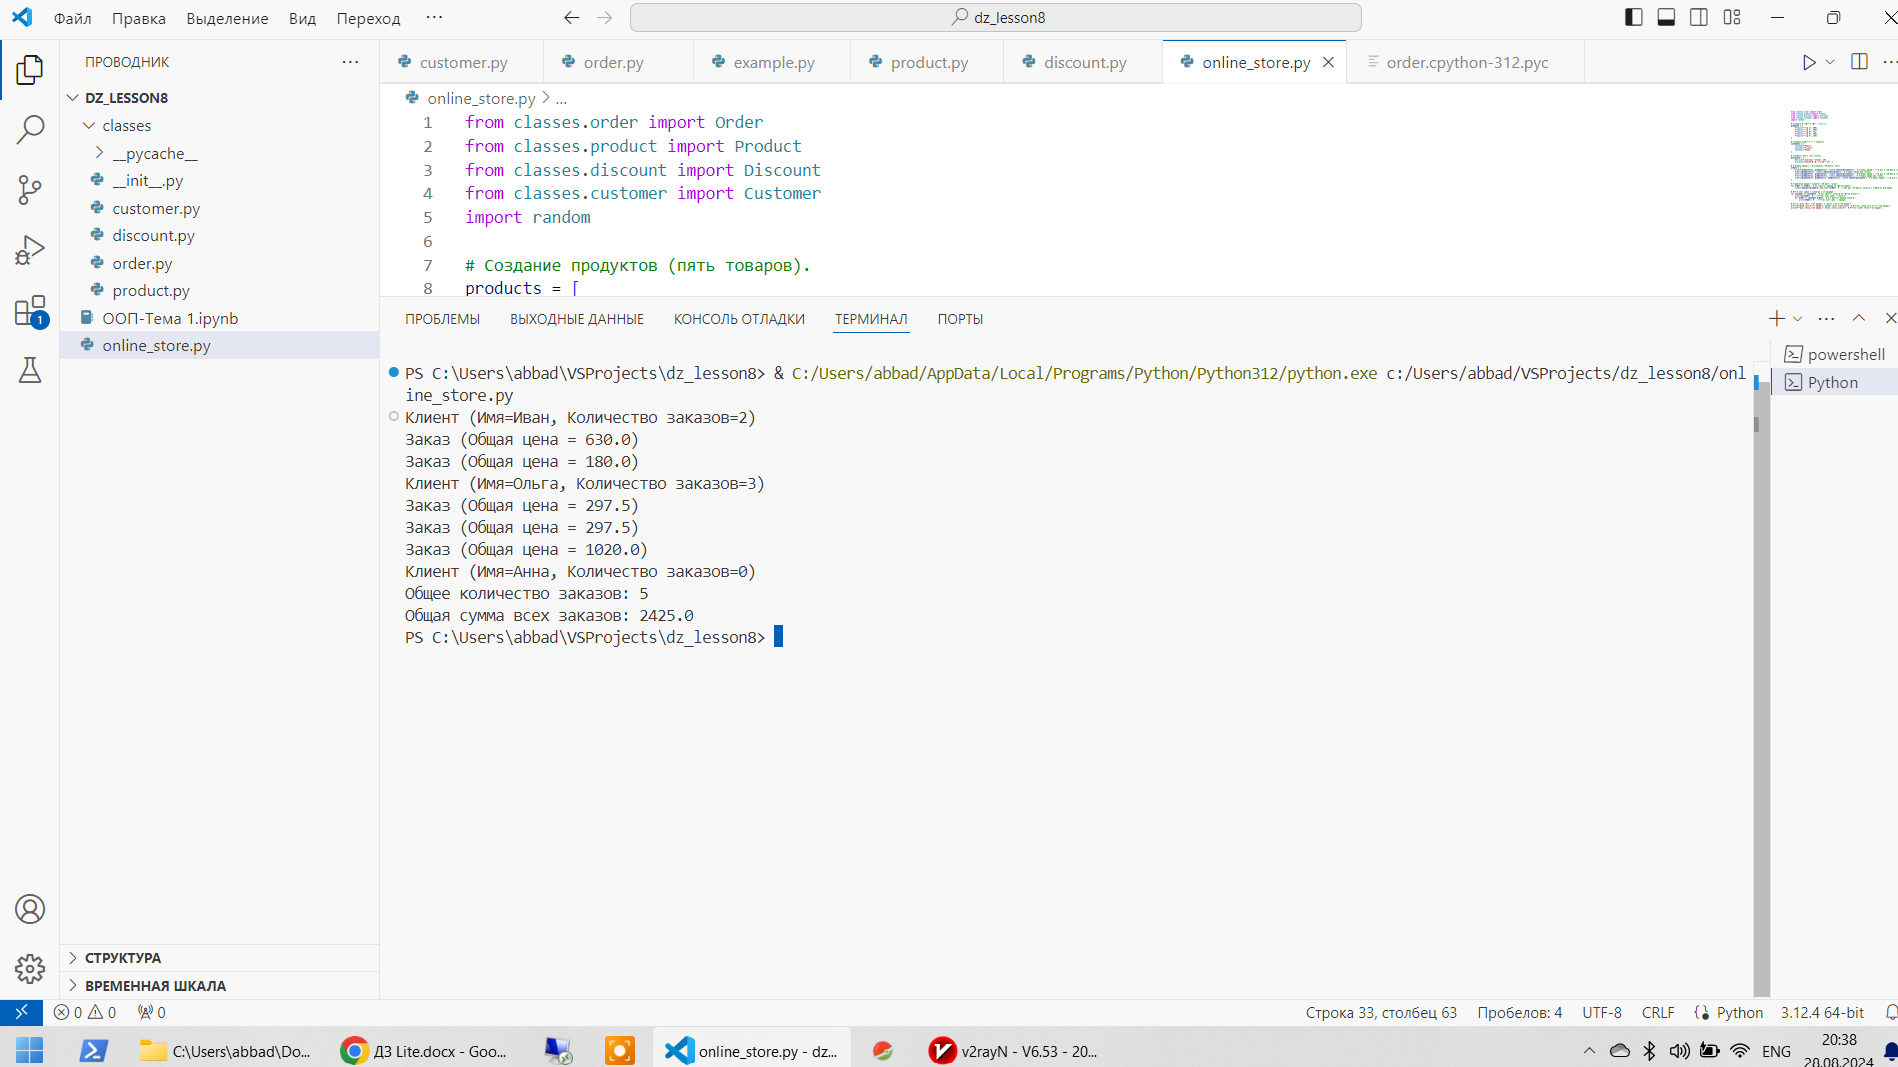 Файл Правка Выделение Вид Переход ··· dz_lesson8
ПРОВОДНИК ···
DZ_LESSON8
classes
__pycache__
__init__.py
customer.py
discount.py
order.py
product.py
ООП-Тема 1.ipynb
online_store.py
СТРУКТУРА
ВРЕМЕННАЯ ШКАЛА
customer.py order.py example.py product.py discount.py online_store.py order.cpython-312.pyc
online_store.py > ...
1 from classes.order import Order
2 from classes.product import Product
3 from classes.discount import Discount
4 from classes.customer import Customer
5 import random
6
7 # Создание продуктов (пять товаров).
8 products = [
ПРОБЛЕМЫ ВЫХОДНЫЕ ДАННЫЕ КОНСОЛЬ ОТЛАДКИ ТЕРМИНАЛ ПОРТЫ
PS C:\Users\abbad\VSProjects\dz_lesson8> & C:/Users/abbad/AppData/Local/Programs/Python/Python312/python.exe c:/Users/abbad/VSProjects/dz_lesson8/onl
ine_store.py
Клиент (Имя=Иван, Количество заказов=2)
Заказ (Общая цена = 630.0)
Заказ (Общая цена = 180.0)
Клиент (Имя=Ольга, Количество заказов=3)
Заказ (Общая цена = 297.5)
Заказ (Общая цена = 297.5)
Заказ (Общая цена = 1020.0)
Клиент (Имя=Анна, Количество заказов=0)
Общее количество заказов: 5
Общая сумма всех заказов: 2425.0
PS C:\Users\abbad\VSProjects\dz_lesson8>
powershell
Python
1
0 0 0 Строка 33, столбец 63 Пробелов: 4 UTF-8 CRLF Python 3.12.4 64-bit
C:\Users\abbad\Do... ДЗ Lite.docx - Goo... online_store.py - dz... v2rayN - V6.53 - 20... ENG 20:38
28.08.2024